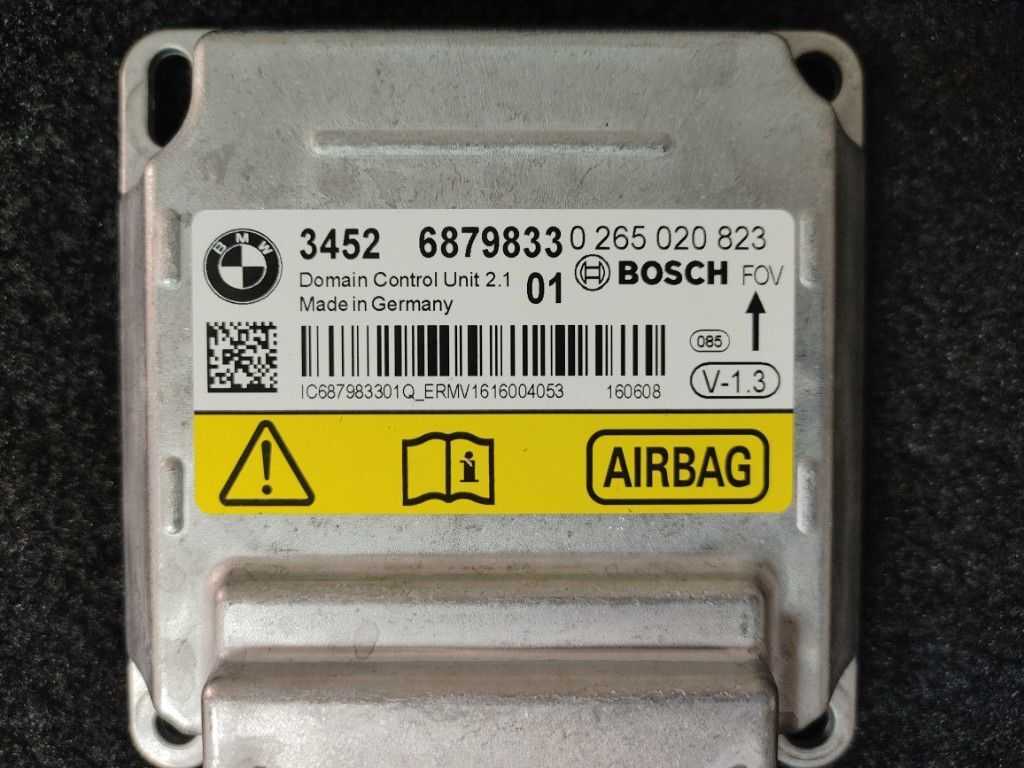 BMW
3452 6879833 0 265 020 823
Domain Control Unit 2.1 01 BOSCH FOV
Made in Germany
085
V-1.3
IC687983301Q_ERMV1616004053 160608
AIRBAG